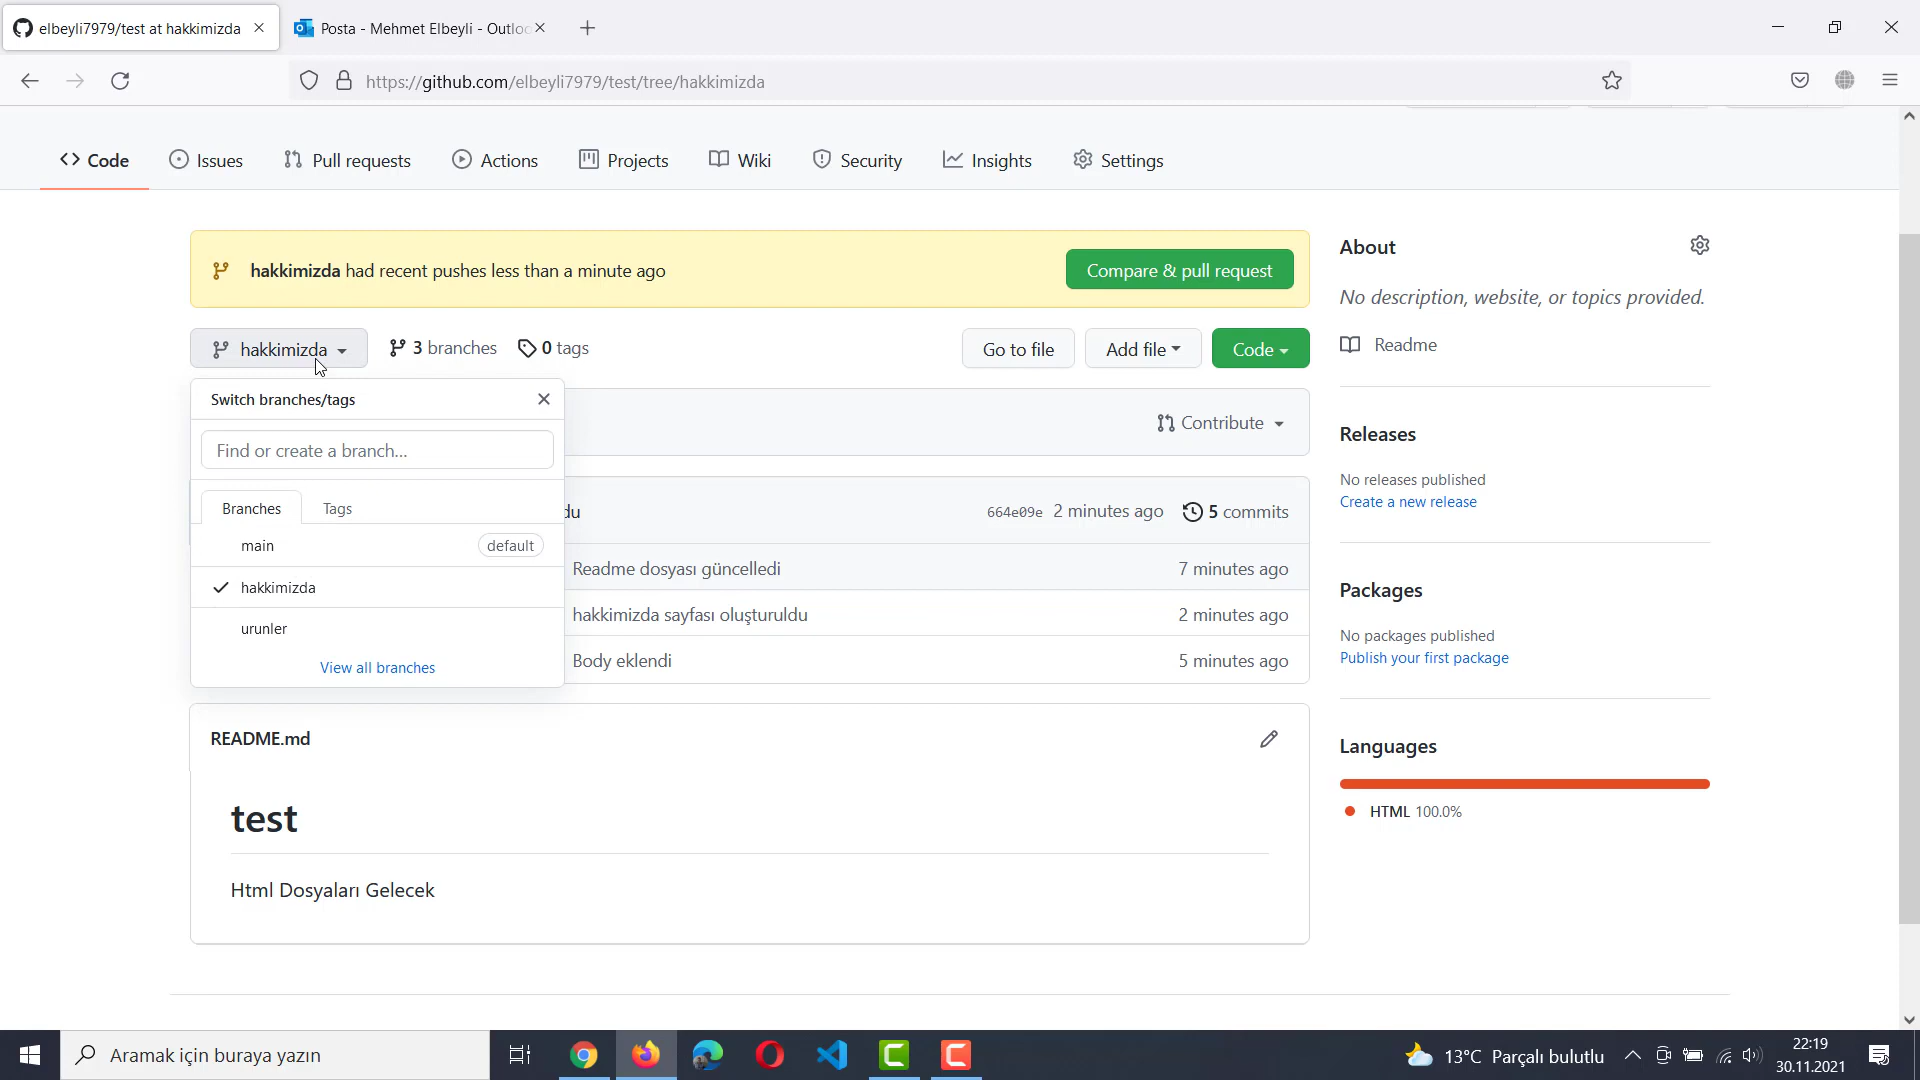 elbeyli7979/test at hakkimizda
Posta - Mehmet Elbeyli - Outloo
https://github.com/elbeyli7979/test/tree/hakkimizda
Code Issues Pull requests Actions Projects Wiki Security Insights Settings
hakkimizda had recent pushes less than a minute ago
Compare & pull request
hakkimizda 3 branches 0 tags
Go to file Add file Code
Switch branches/tags
Find or create a branch...
Branches Tags
main default
hakkimizda
urunler
View all branches
Contribute
du 664e09e 2 minutes ago 5 commits
Readme dosyası güncelledi 7 minutes ago
hakkimizda sayfası oluşturuldu 2 minutes ago
Body eklendi 5 minutes ago
README.md
test
Html Dosyaları Gelecek
About
No description, website, or topics provided.
Readme
Releases
No releases published
Create a new release
Packages
No packages published
Publish your first package
Languages
HTML 100.0%
Aramak için buraya yazın
13°C Parçalı bulutlu
22:19
30.11.2021